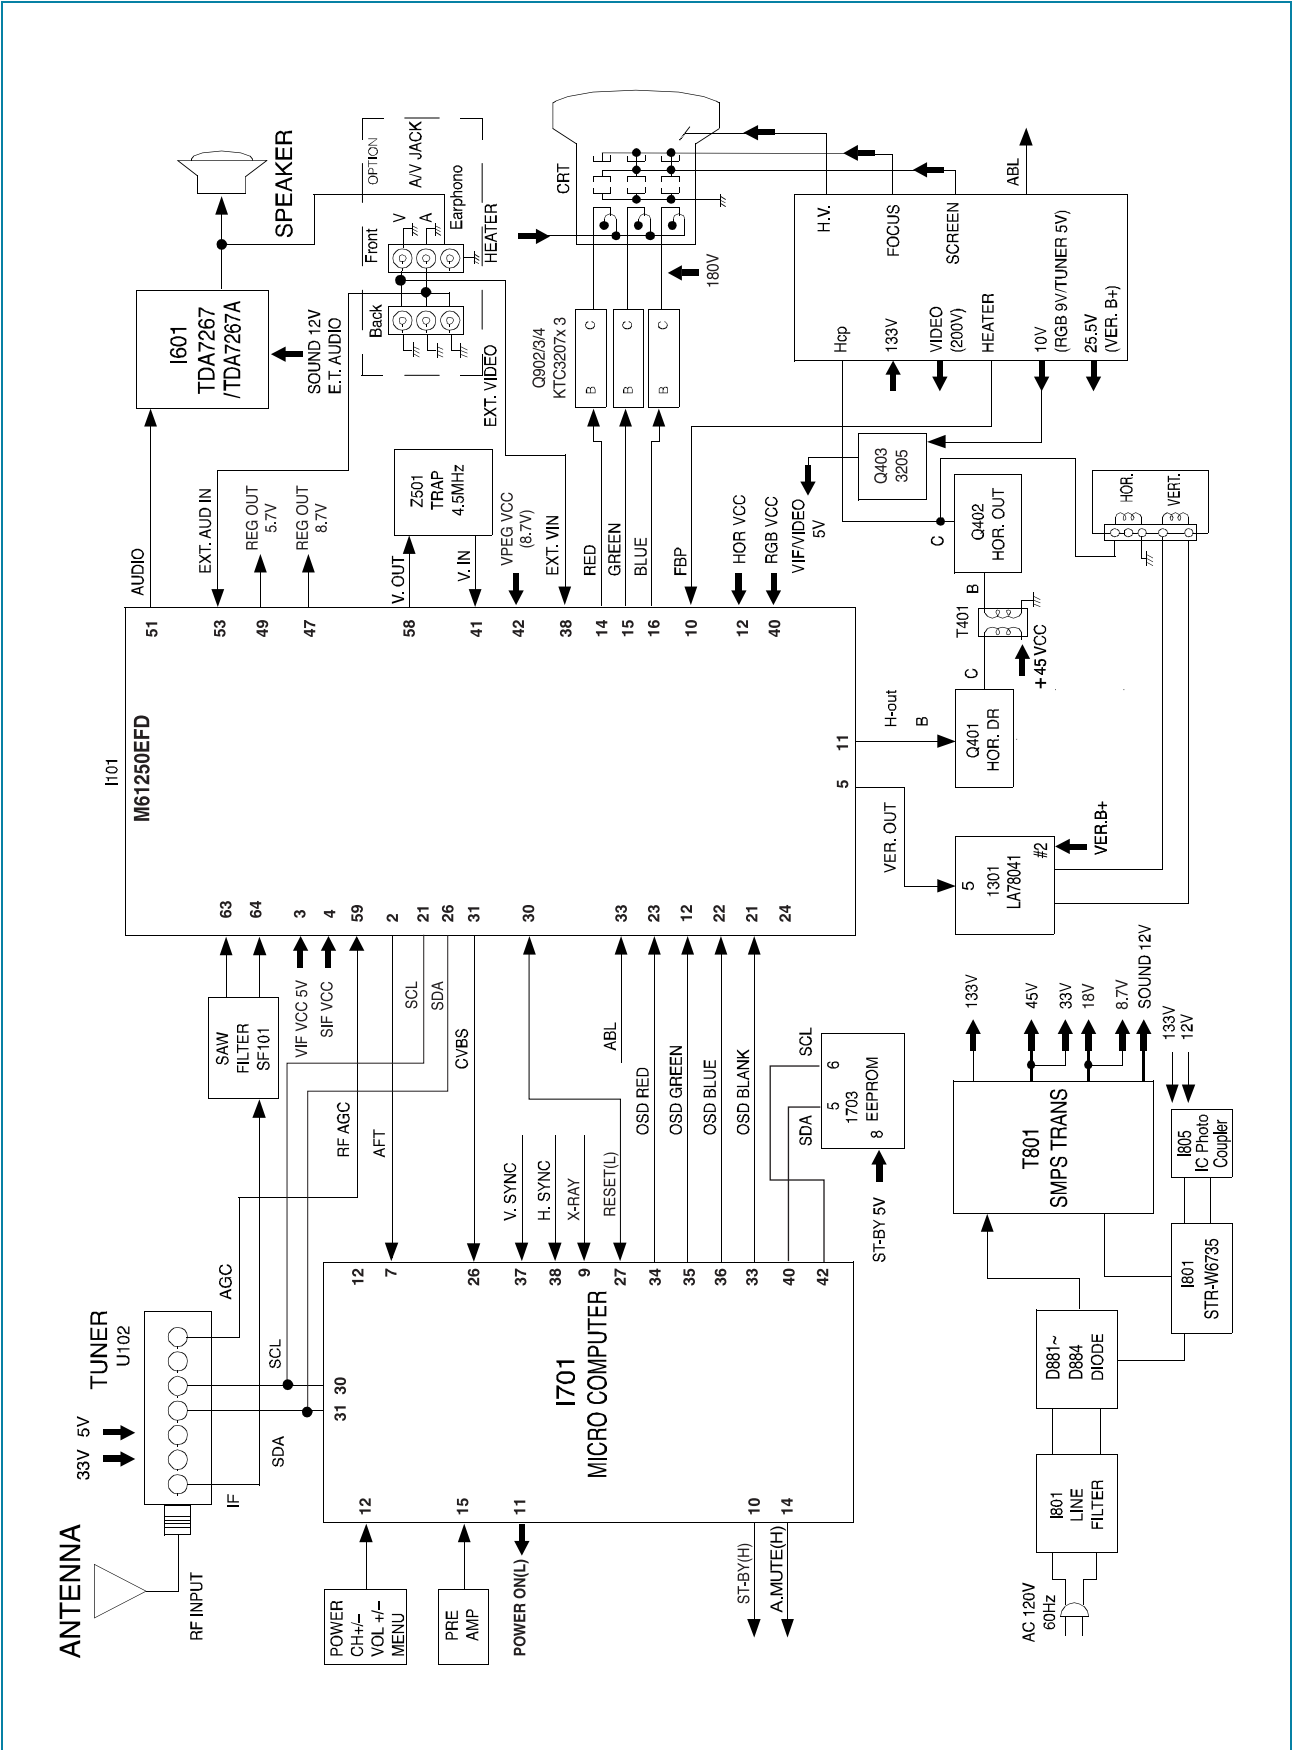 ANTENNA
RF INPUT
TUNER
U102
33V 5V
IF
AGC
SCL
SDA
POWER
CH+/–
VOL +/–
MENU
PRE
AMP
POWER ON(L)
ST-BY(H)
A.MUTE(H)
12
15
11
10
14
31 30
I701
MICRO COMPUTER
12
7
26
37
38
9
27
34
35
36
33
40
42
SAW
FILTER
SF101
VIF VCC 5V
SIF VCC
RF AGC
AFT
SCL
SDA
CVBS
V. SYNC
H. SYNC
X-RAY
RESET(L)
ABL
OSD RED
OSD GREEN
OSD BLUE
OSD BLANK
SDA
SCL
5 6
1703
8 EEPROM
ST-BY 5V
63
64
3
4
59
2
21
26
31
30
33
23
12
22
21
24
I101
M61250EFD
5 11
51
53
49
47
58
41
42
38
14
15
16
10
12
40
AUDIO
EXT. AUD IN
REG OUT
5.7V
REG OUT
8.7V
V. OUT
V. IN
VPEG VCC
(8.7V)
EXT. VIN
RED
GREEN
BLUE
FBP
HOR VCC
RGB VCC
VIF/VIDEO
5V
I601
TDA7267
/TDA7267A
SOUND 12V
E.T. AUDIO
SPEAKER
OPTION
A/V JACK
Front
V
A
Earphono
Back
HEATER
EXT. VIDEO
Z501
TRAP
4.5MHz
Q902/3/4
KTC3207x 3
B C
B C
B C
180V
CRT
H.V.
FOCUS
SCREEN
ABL
Hcp
133V
VIDEO
(200V)
HEATER
10V
(RGB 9V/TUNER 5V)
25.5V
(VER. B+)
Q403
3205
C
Q402
HOR. OUT
B
T401
+ 45 VCC
C
Q401
HOR. DR
H-out
B
HOR.
VERT.
VER. OUT
5
1301
LA78041
#2
VER.B+
AC 120V
60Hz
I801
LINE
FILTER
D881~
D884
DIODE
I801
STR-W6735
I805
IC Photo
Coupler
133V
12V
T801
SMPS TRANS
133V
45V
33V
18V
8.7V
SOUND 12V